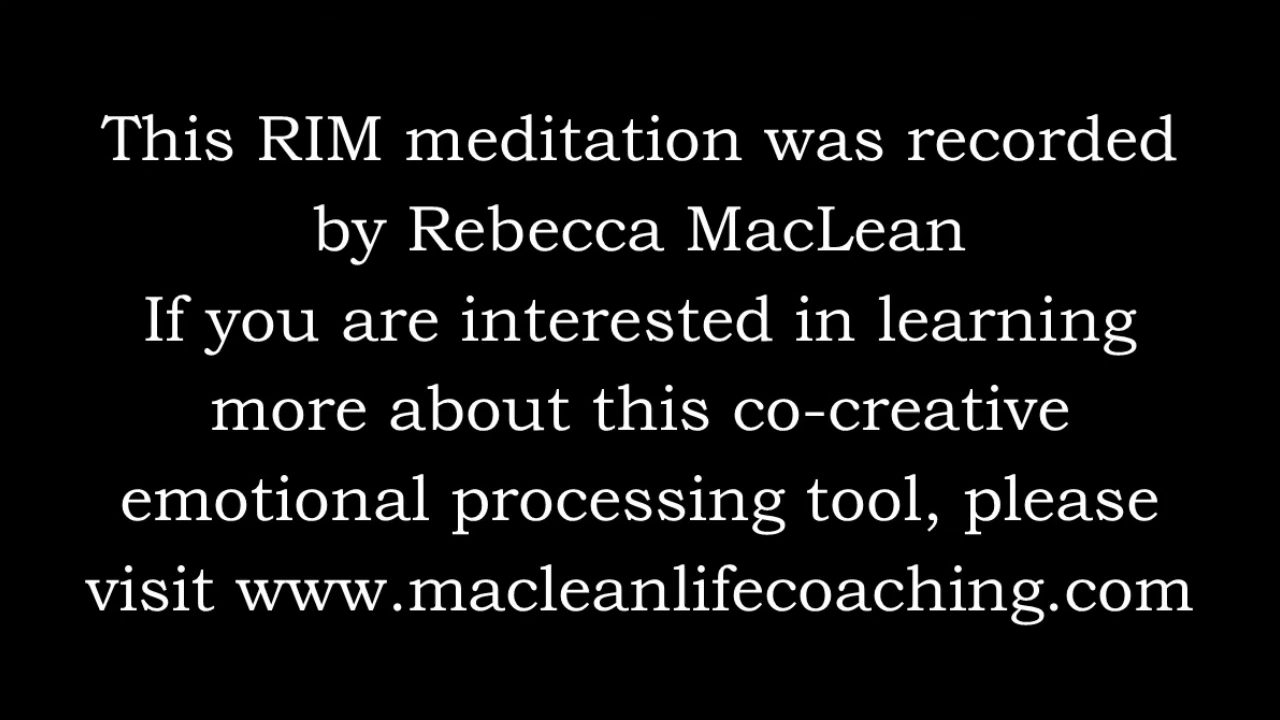 This RIM meditation was recorded
by Rebecca MacLean
If you are interested in learning
more about this co-creative
emotional processing tool, please
visit www.macleanlifecoaching.com